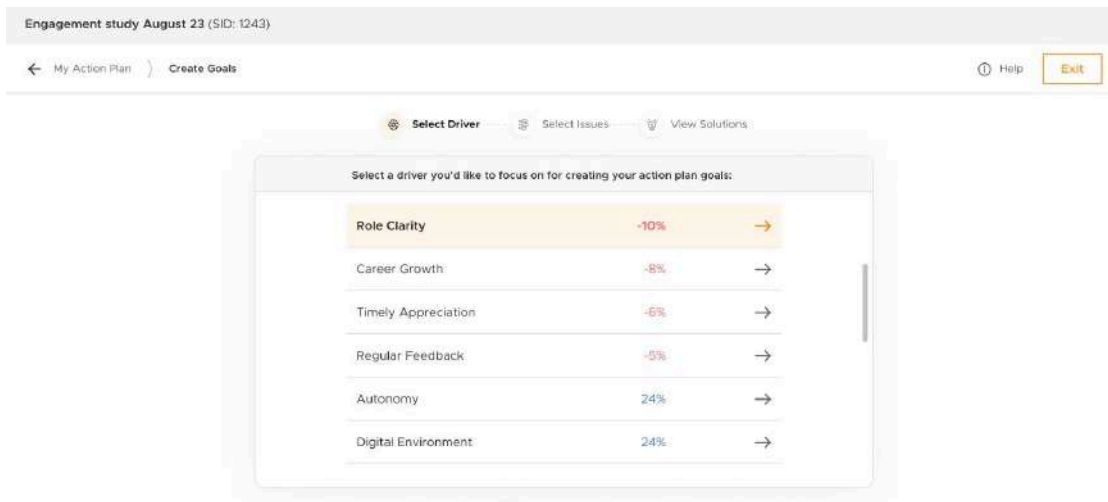 Engagement study August 23 (SID: 1243)
← My Action Plan 〉 Create Goals
Help
Exit
Select Driver
Select Issues
View Solutions
Select a driver you'd like to focus on for creating your action plan goals:
Role Clarity -10% →
Career Growth -8% →
Timely Appreciation -6% →
Regular Feedback -5% →
Autonomy 24% →
Digital Environment 24% →